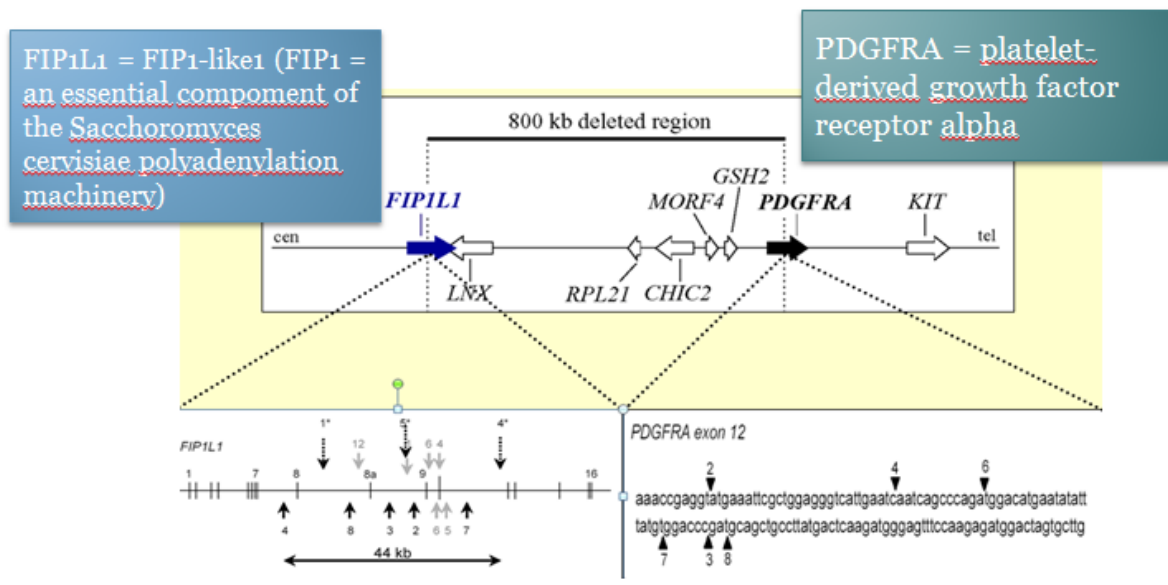 FIP1L1 = FIP1-like1 (FIP1 =
an essential compoment of
the Sacchoromyces
cervisiae polyadenylation
machinery)
PDGFRA = platelet-
derived growth factor
receptor alpha
800 kb deleted region
FIP1L1
MORF4
GSH2
PDGFRA
KIT
cen
tel
LNX
RPL21
CHIC2
FIP1L1
1* 12 5* 6 4 4*
1 7 8 8a 9 16
4 8 3 2 6 5 7
44 kb
PDGFRA exon 12
2 4 6
aaaccgaggtatgaaattcgctggagggtcattgaatcaatcagcccagatggacatgaatatatt
tatgtggacccgatgcagctgccttatgactcaagatgggagtttccaagagatggactagtgcttg
7 3 8